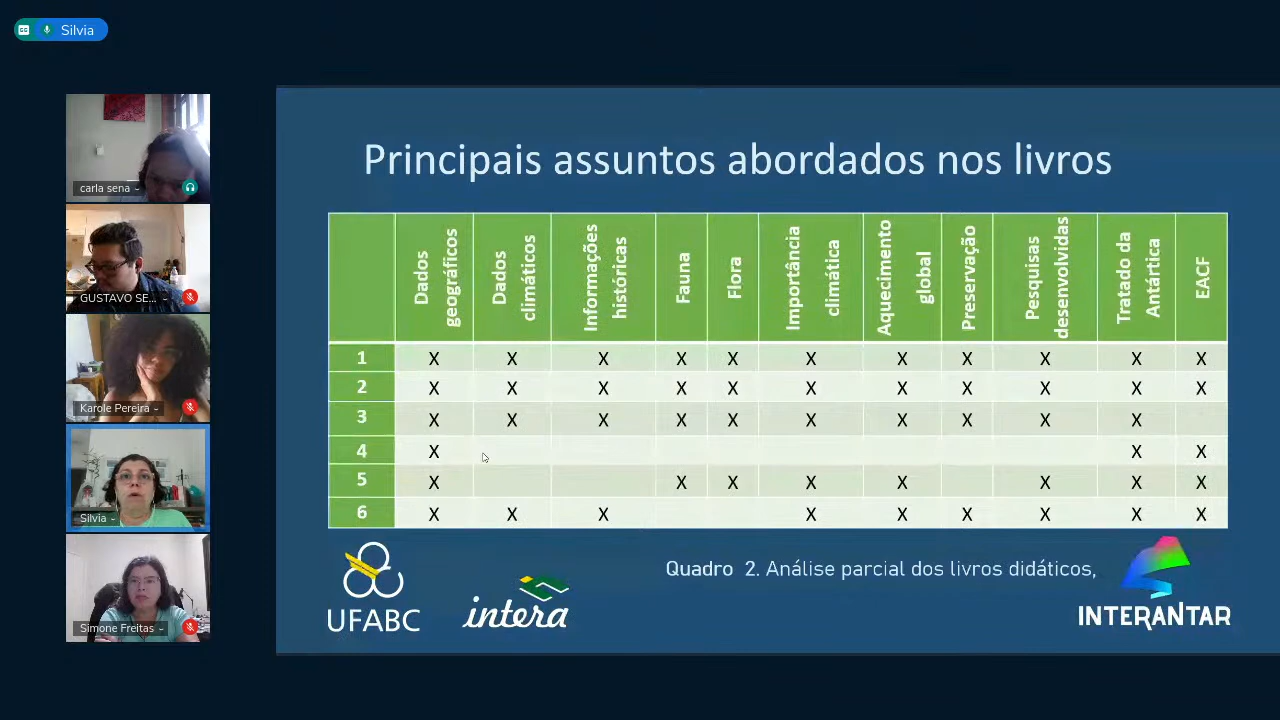 Silvia
carla sena
GUSTAVO SE...
Karole Pereira
Silvia
Simone Freitas
Principais assuntos abordados nos livros
Dados geográficos Dados climáticos Informações históricas Fauna Flora Importância climática Aquecimento global Preservação Pesquisas desenvolvidas Tratado da Antártica EACF
1 X X X X X X X X X X X
2 X X X X X X X X X X X
3 X X X X X X X X X X
4 X X X
5 X X X X X X X X
6 X X X X X X X X X
Quadro 2. Análise parcial dos livros didáticos,
UFABC
intera
INTERANTAR